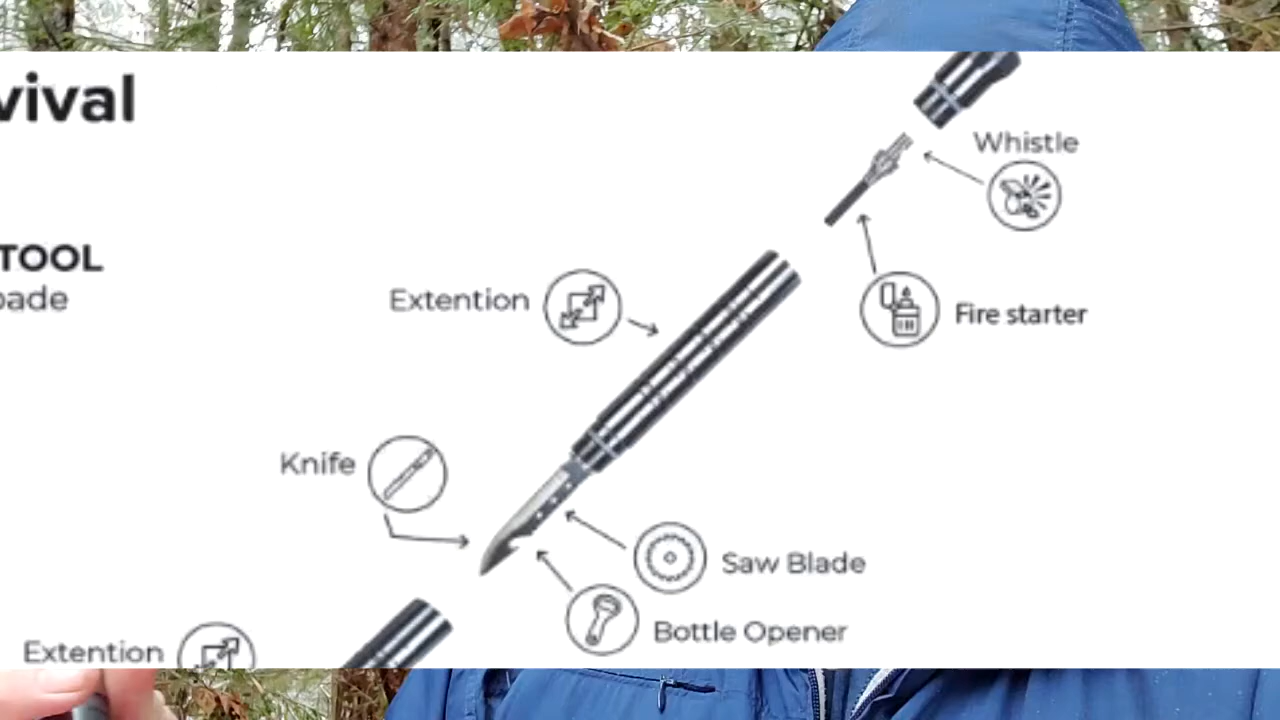 vival
TOOL
pade
Whistle
Extention
Fire starter
Knife
Saw Blade
Bottle Opener
Extention